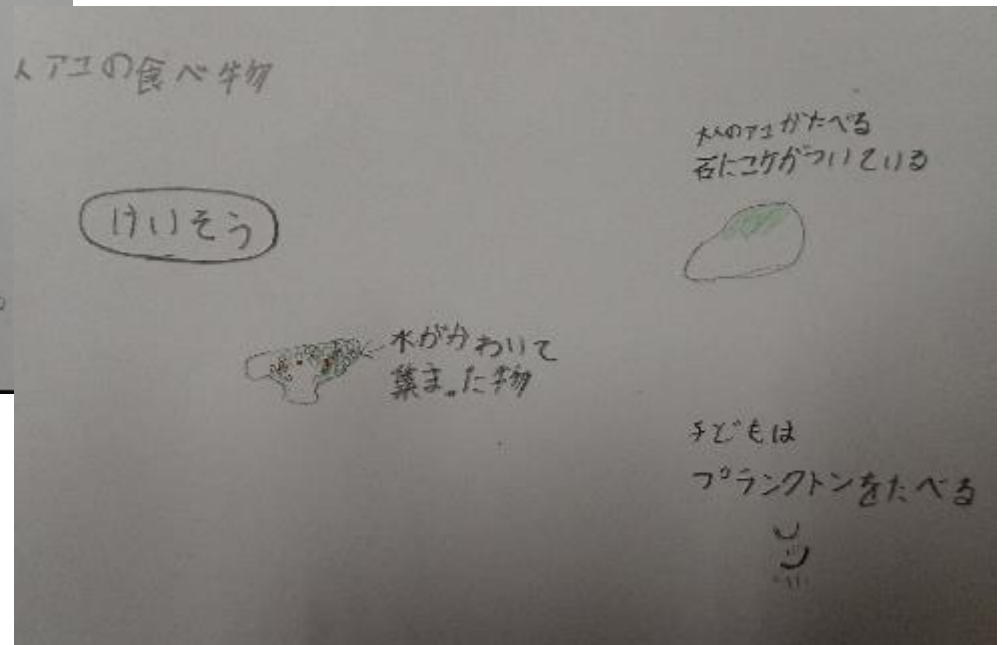 アユの食べ物
けいそう
大人のアユがたべる
石にコケがついている
水がかわいて
集まった物
子どもは
プランクトンをたべる